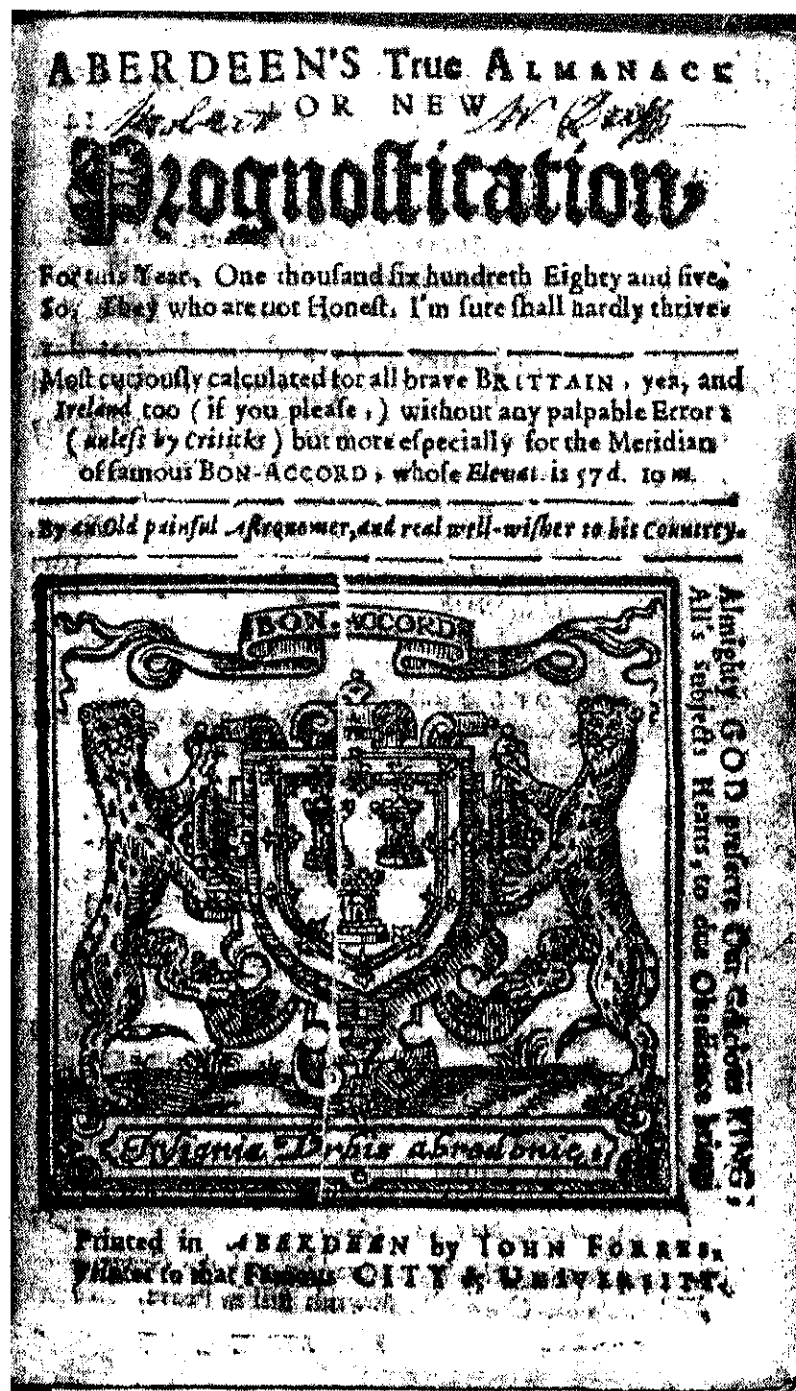 ABERDEEN'S True ALMANACK
OR NEW
Prognoſtication,
For this Year, One thouſand ſix hundreth Eighty and five,
So, They who are not Honeſt, I'm ſure ſhall hardly thrive.
Moſt curiouſly calculated for all brave BRITTAIN, yea, and
Ireland too (if you pleaſe,) without any palpable Error:
(unleſs by Criticks) but more eſpecially for the Meridian
of famous BON-ACCORD, whoſe Elevat. is 57 d. 10 m.
By an Old painful Aſtronomer, and real well-wiſher to his Countrey.
BON-ACCORD
Almighty GOD preſerve Our Gracious KING;
All's ſubjects Hearts, to due Obedience bring
Inſignia Urbis abredoniæ
Printed in ABERDEEN by IOHN FORBES,
Printer to that Famous CITY & UNIVERSITY.